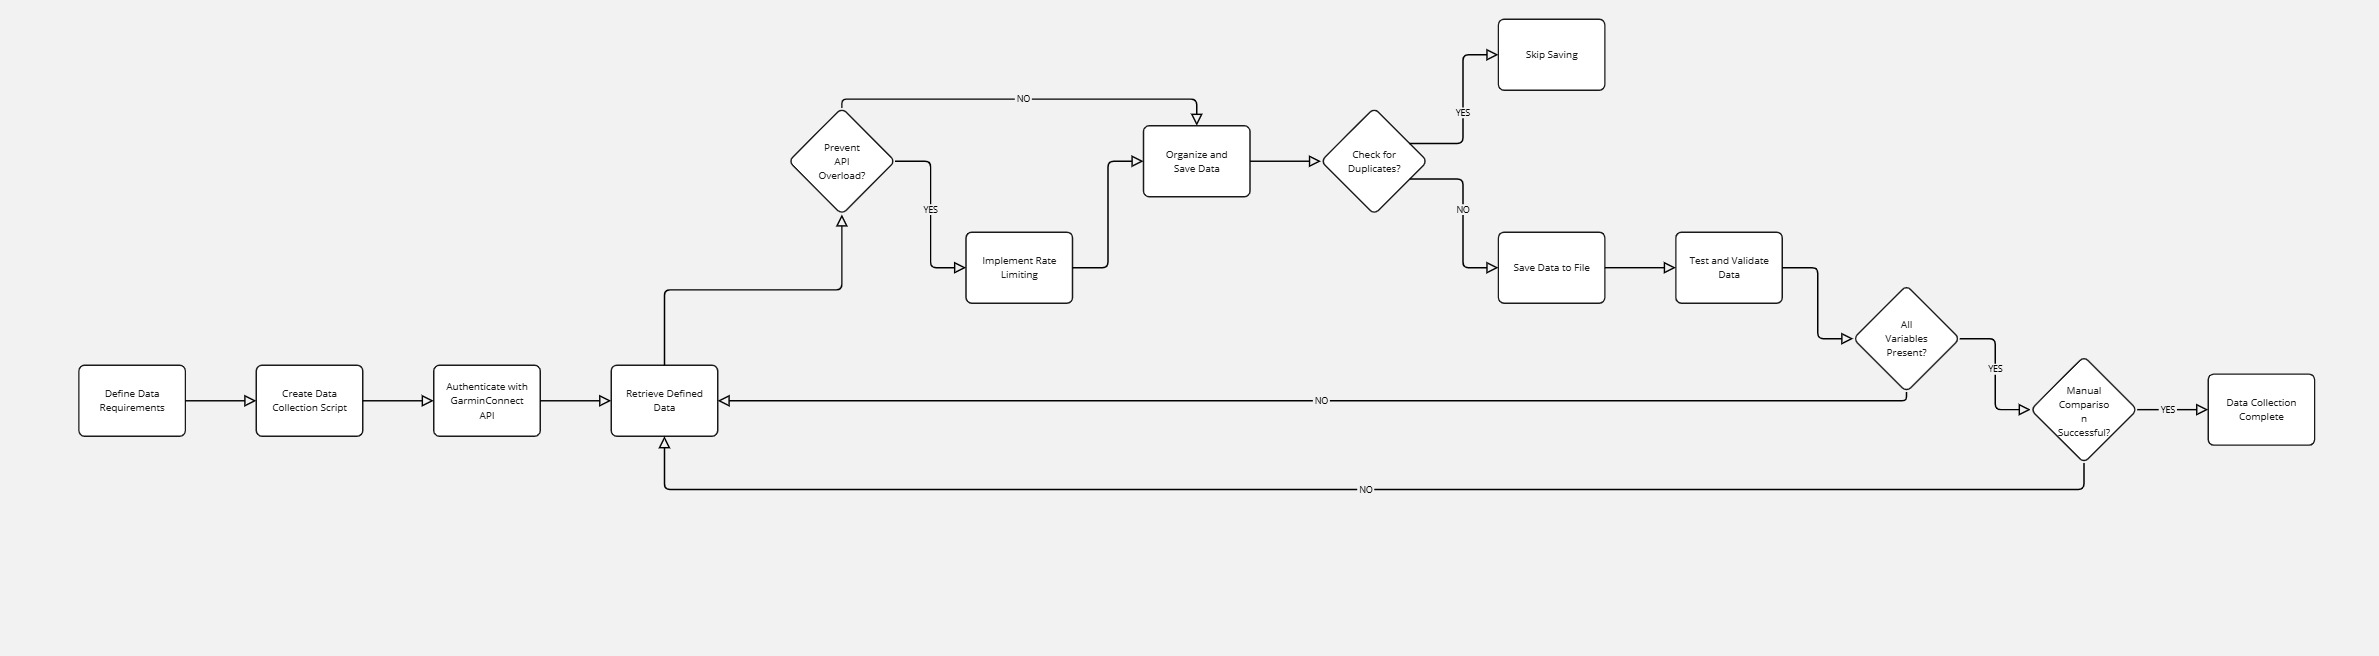 Skip Saving
NO
YES
Prevent
API
Overload?
Organize and
Save Data
Check for
Duplicates?
YES
NO
Implement Rate
Limiting
Save Data to File
Test and Validate
Data
All
Variables
Present?
YES
Define Data
Requirements
Create Data
Collection Script
Authenticate with
GarminConnect
API
Retrieve Defined
Data
NO
Manual
Compariso
n
Successful?
YES
Data Collection
Complete
NO